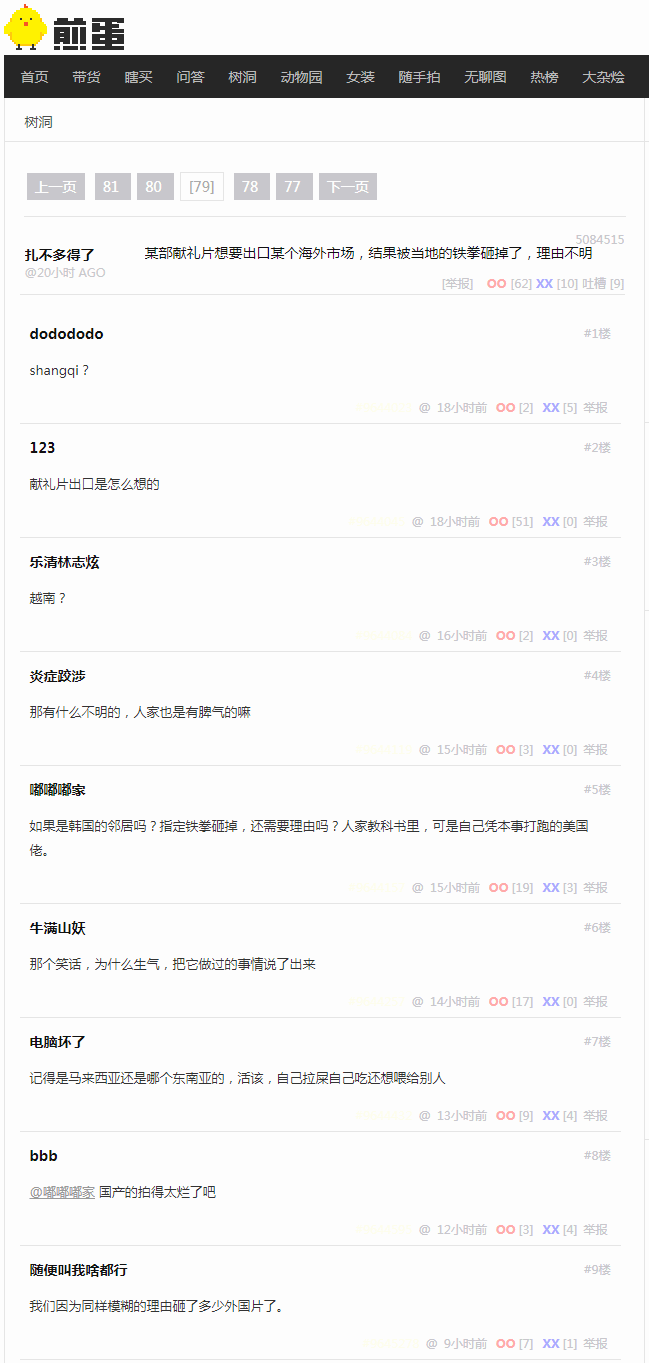 煎蛋
首页 带货 瞎买 问答 树洞 动物园 女装 随手拍 无聊图 热榜 大杂烩
树洞
上一页 81 80 [79] 78 77 下一页
5084515
扎不多得了 某部献礼片想要出口某个海外市场，结果被当地的铁拳砸掉了，理由不明
@20小时 AGO
[举报] OO [62] XX [10] 吐槽 [9]
dodododo #1楼
shangqi？
@ 18小时前 OO [2] XX [5] 举报
123 #2楼
献礼片出口是怎么想的
@ 18小时前 OO [51] XX [0] 举报
乐清林志炫 #3楼
越南？
@ 16小时前 OO [2] XX [0] 举报
炎症跤涉 #4楼
那有什么不明的，人家也是有脾气的嘛
@ 15小时前 OO [3] XX [0] 举报
嘟嘟嘟家 #5楼
如果是韩国的邻居吗？指定铁拳砸掉，还需要理由吗？人家教科书里，可是自己凭本事打跑的美国
佬。
@ 15小时前 OO [19] XX [3] 举报
牛满山妖 #6楼
那个笑话，为什么生气，把它做过的事情说了出来
@ 14小时前 OO [17] XX [0] 举报
电脑坏了 #7楼
记得是马来西亚还是哪个东南亚的，活该，自己拉屎自己吃还想喂给别人
@ 13小时前 OO [9] XX [4] 举报
bbb #8楼
@嘟嘟嘟家 国产的拍得太烂了吧
@ 12小时前 OO [3] XX [4] 举报
随便叫我啥都行 #9楼
我们因为同样模糊的理由砸了多少外国片了。
@ 9小时前 OO [7] XX [1] 举报